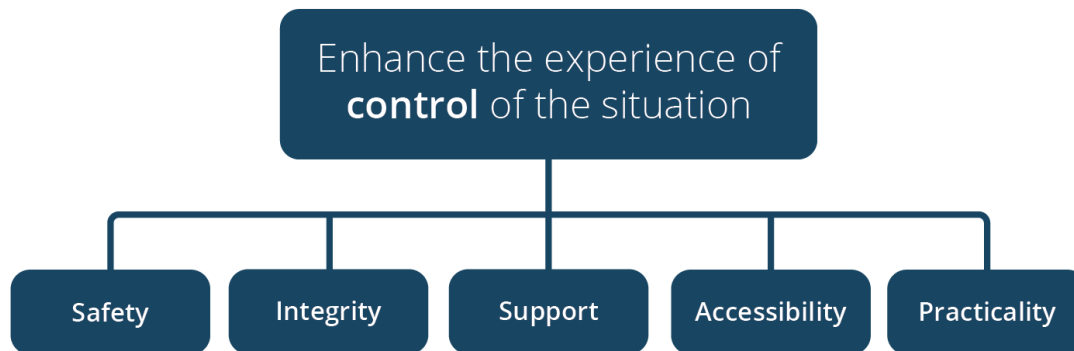 Enhance the experience of
control of the situation
Safety
Integrity
Support
Accessibility
Practicality